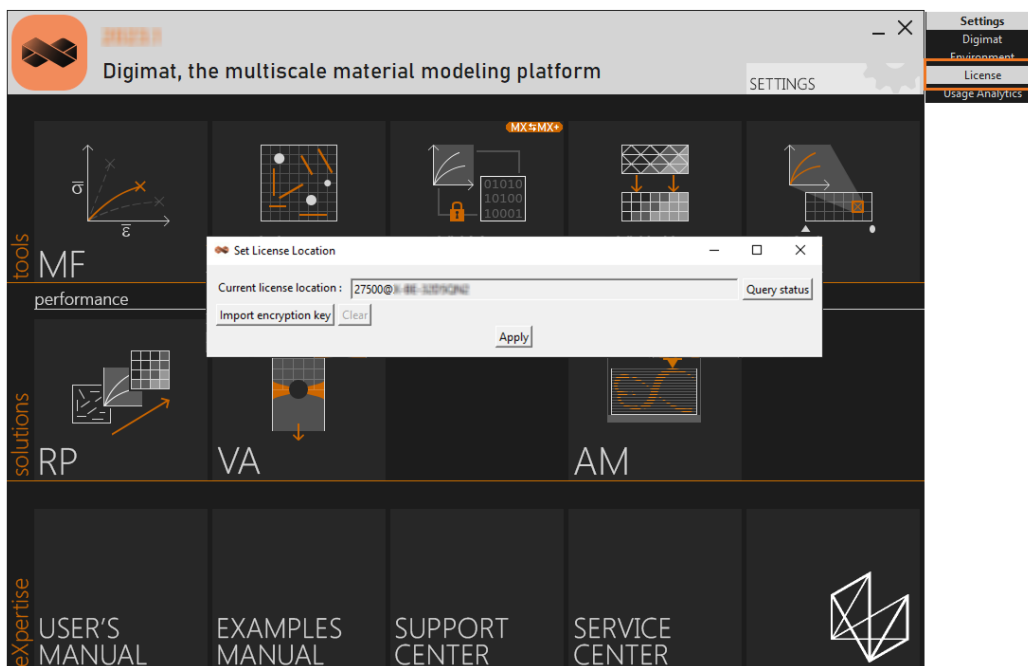 Digimat, the multiscale material modeling platform
SETTINGS
Settings
Digimat
Environment
License
Usage Analytics
MX⇆MX+
σ
ε
01010
10100
10001
tools
MF
Set License Location
Current license location :
27500@
Query status
Import encryption key
Clear
Apply
performance
solutions
RP
VA
AM
eXpertise
USER'S
MANUAL
EXAMPLES
MANUAL
SUPPORT
CENTER
SERVICE
CENTER